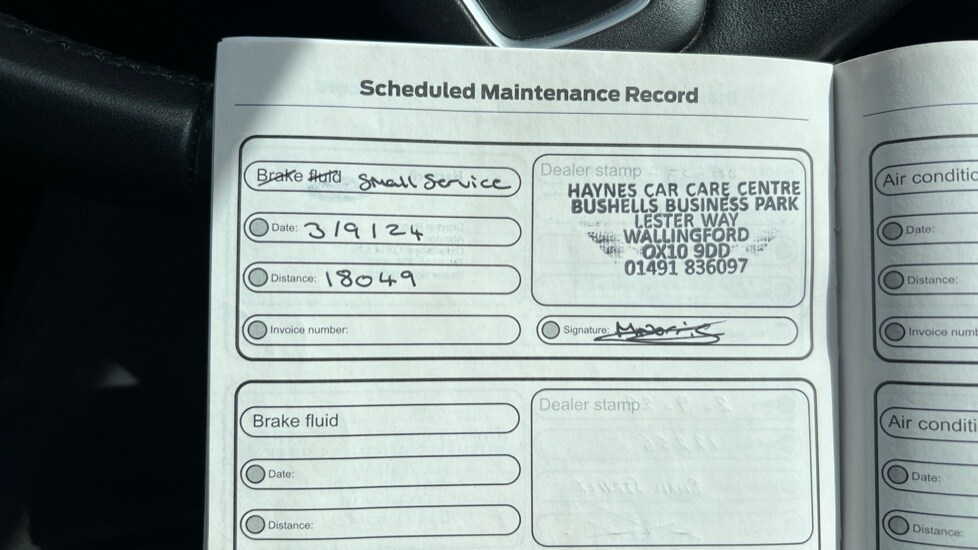 Scheduled Maintenance Record
Brake fluid Small Service
Date: 3/9/24
Distance: 18049
Invoice number:
Dealer stamp
HAYNES CAR CARE CENTRE
BUSHELLS BUSINESS PARK
LESTER WAY
WALLINGFORD
OX10 9DD
01491 836097
Signature:
Brake fluid
Date:
Distance:
Dealer stamp
Air conditio
Date:
Distance:
Invoice num
Air conditi
Date:
Distance: